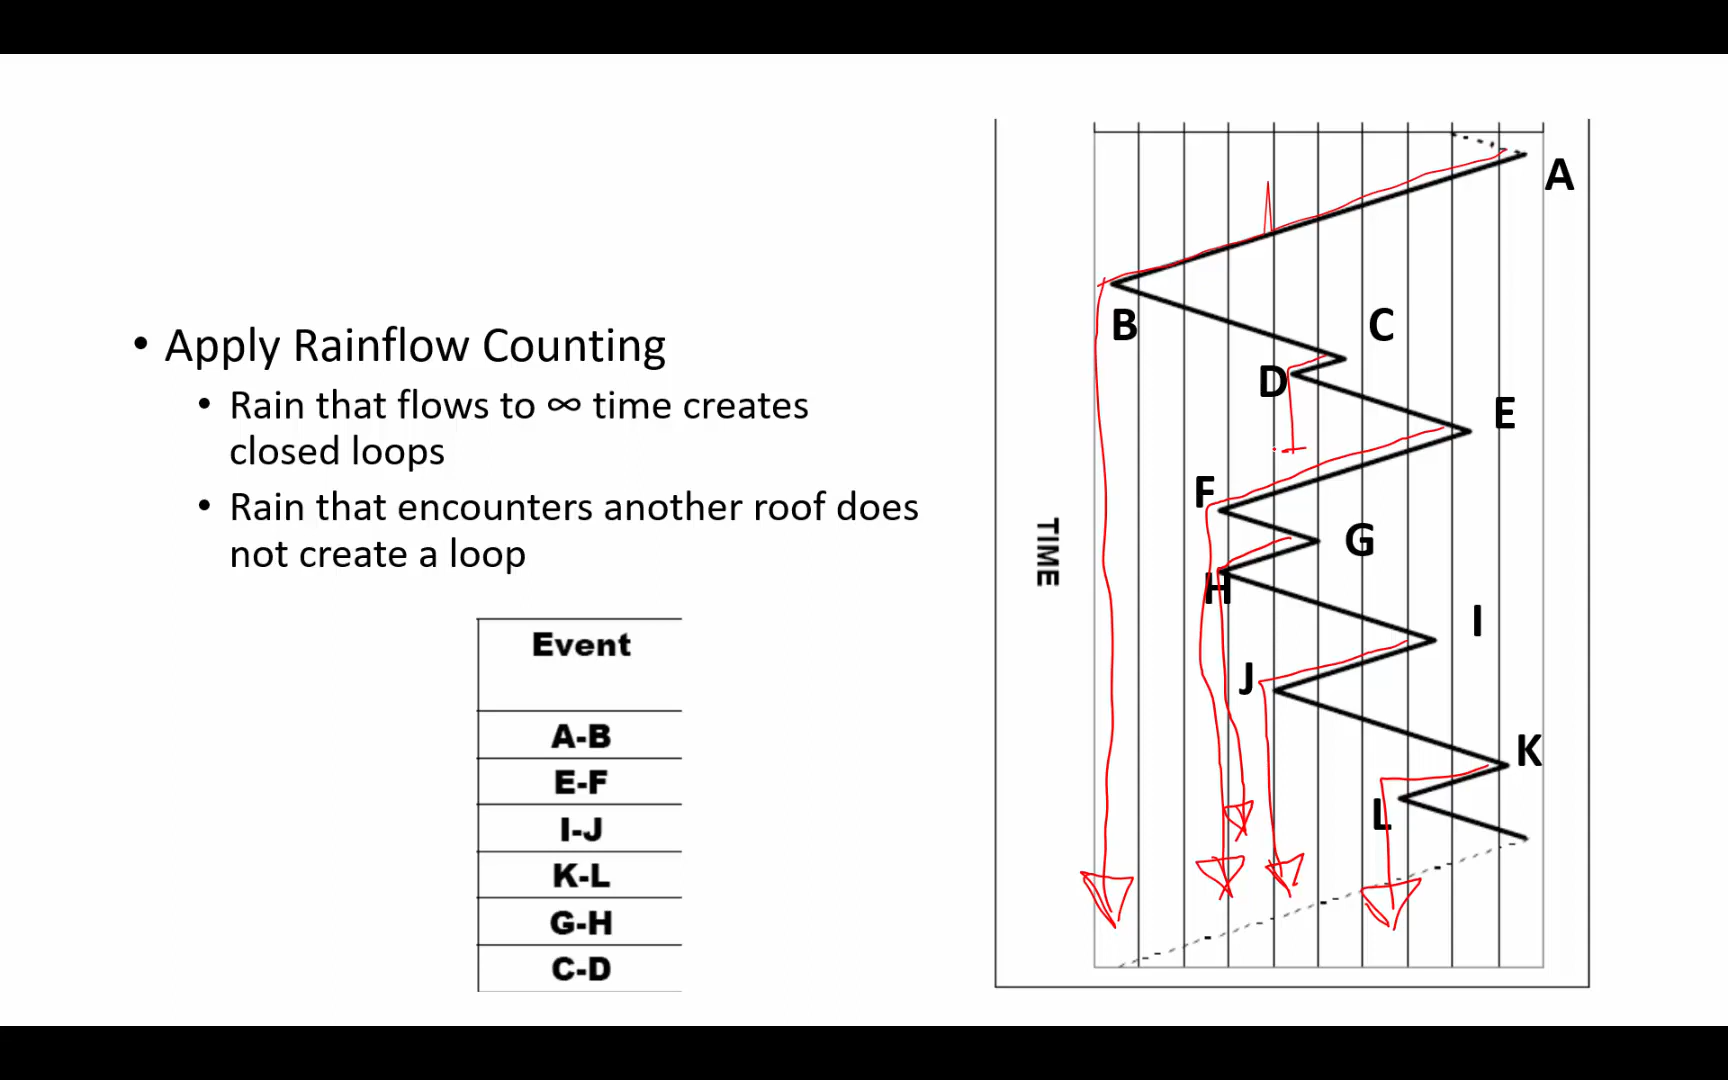 • Apply Rainflow Counting
• Rain that flows to ∞ time creates
closed loops
• Rain that encounters another roof does
not create a loop
Event
A-B
E-F
I-J
K-L
G-H
C-D
TIME
A
B
C
D
E
F
G
H
I
J
K
L